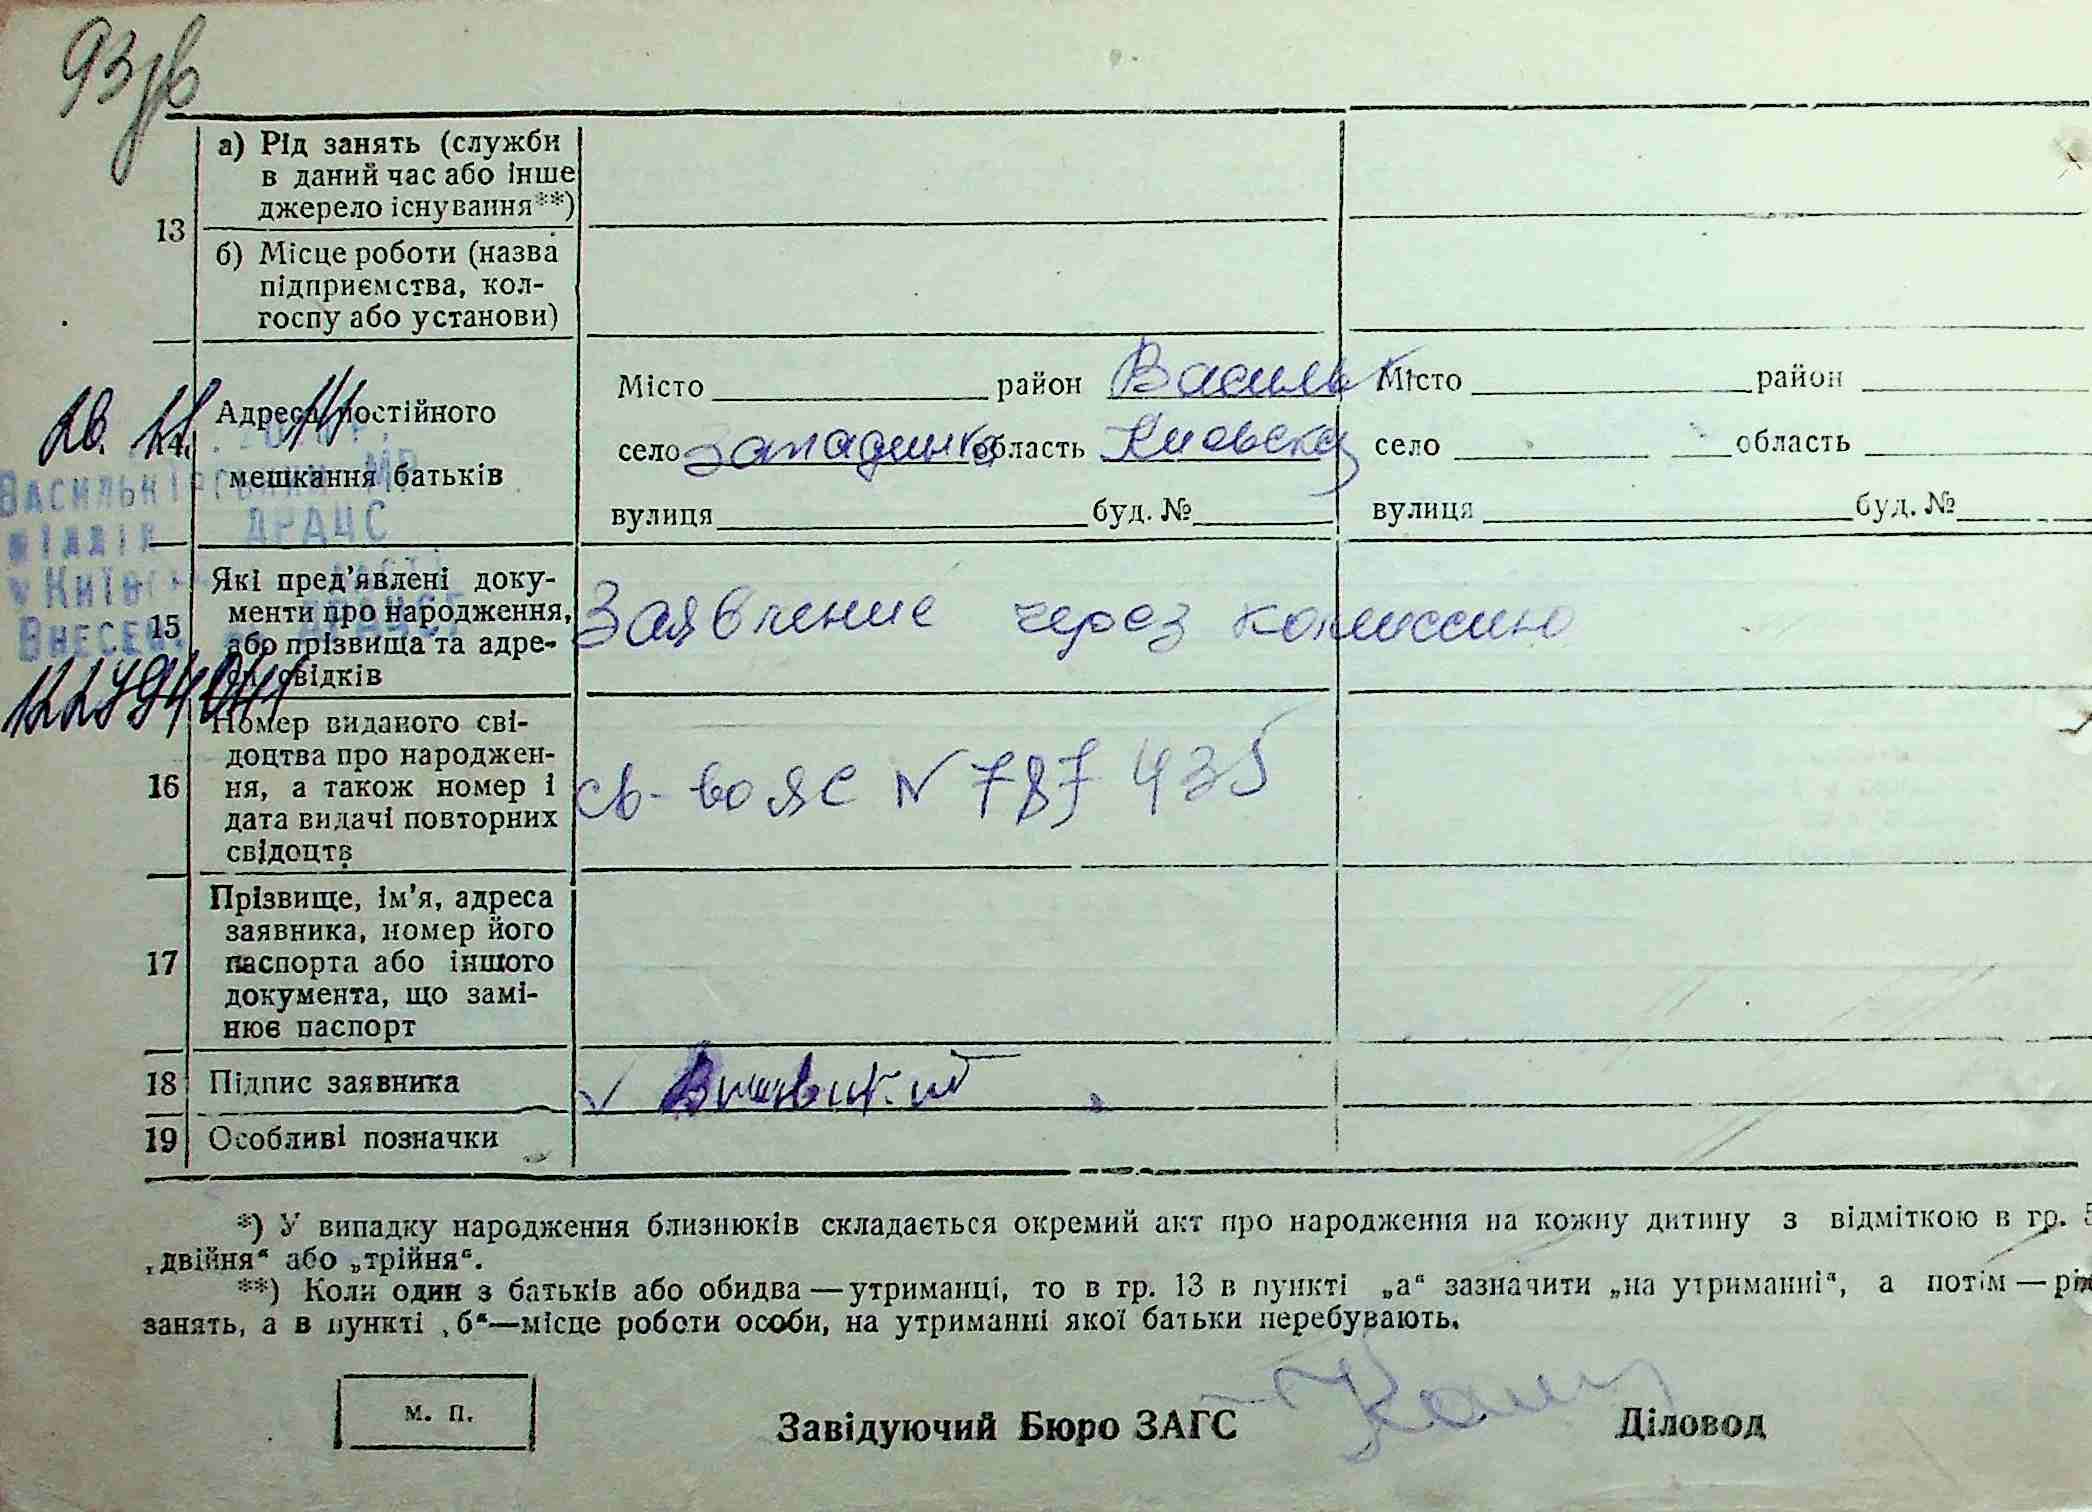 93
13
а) Рід занять (служби
в даний час або інше
джерело існування**)
б) Місце роботи (назва
підприємства, кол-
госпу або установи)
14
Адреса постійного
мешкання батьків
Місто район Васильк
село Западинка область Киевская
вулиця буд. №
Місто район
село область
вулиця буд. №
ДРАЦС
15
Які пред'явлені доку-
менти про народження,
або прізвища та адре-
си свідків
Заявление через комиссию
16
Номер виданого сві-
доцтва про народжен-
ня, а також номер і
дата видачі повторних
свідоцтв
св-во яс N 787 435
17
Прізвище, ім'я, адреса
заявника, номер його
паспорта або іншого
документа, що замі-
нює паспорт
18
Підпис заявника
19
Особливі позначки
*) У випадку народження близнюків складається окремий акт про народження на кожну дитину з відміткою в гр. 5
„двійня“ або „трійня“.
**) Коли один з батьків або обидва—утриманці, то в гр. 13 в пункті „а“ зазначити „на утриманні“, а потім—рід
занять, а в пункті „б“—місце роботи особи, на утриманні якої батьки перебувають.
м. п.
Завідуючий Бюро ЗАГС
Діловод